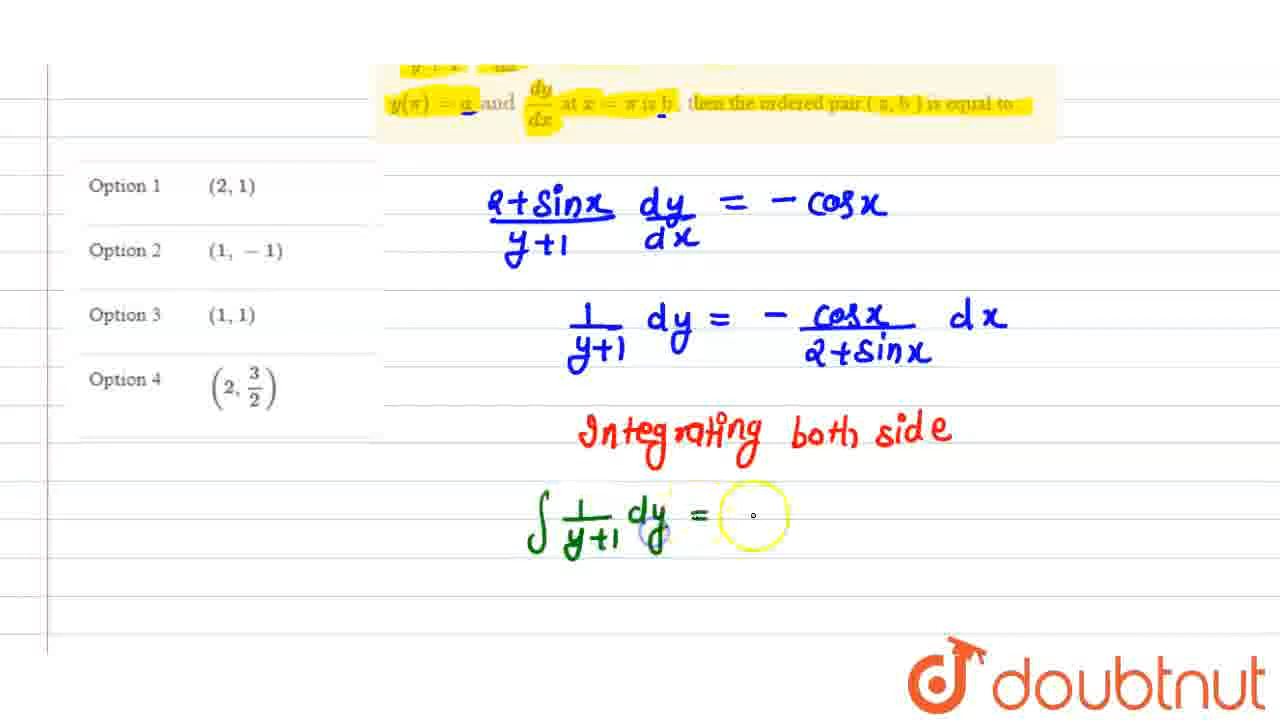 y(π) = a and dy/dx at x = π is b, then the ordered pair ( a, b ) is equal to
Option 1 (2, 1)
Option 2 (1, −1)
Option 3 (1, 1)
Option 4 (2, 3/2)
2+sinx/y+1 dy/dx = −cosx
1/y+1 dy = − cosx/2+sinx dx
Integrating both side
∫ 1/y+1 dy =
doubtnut